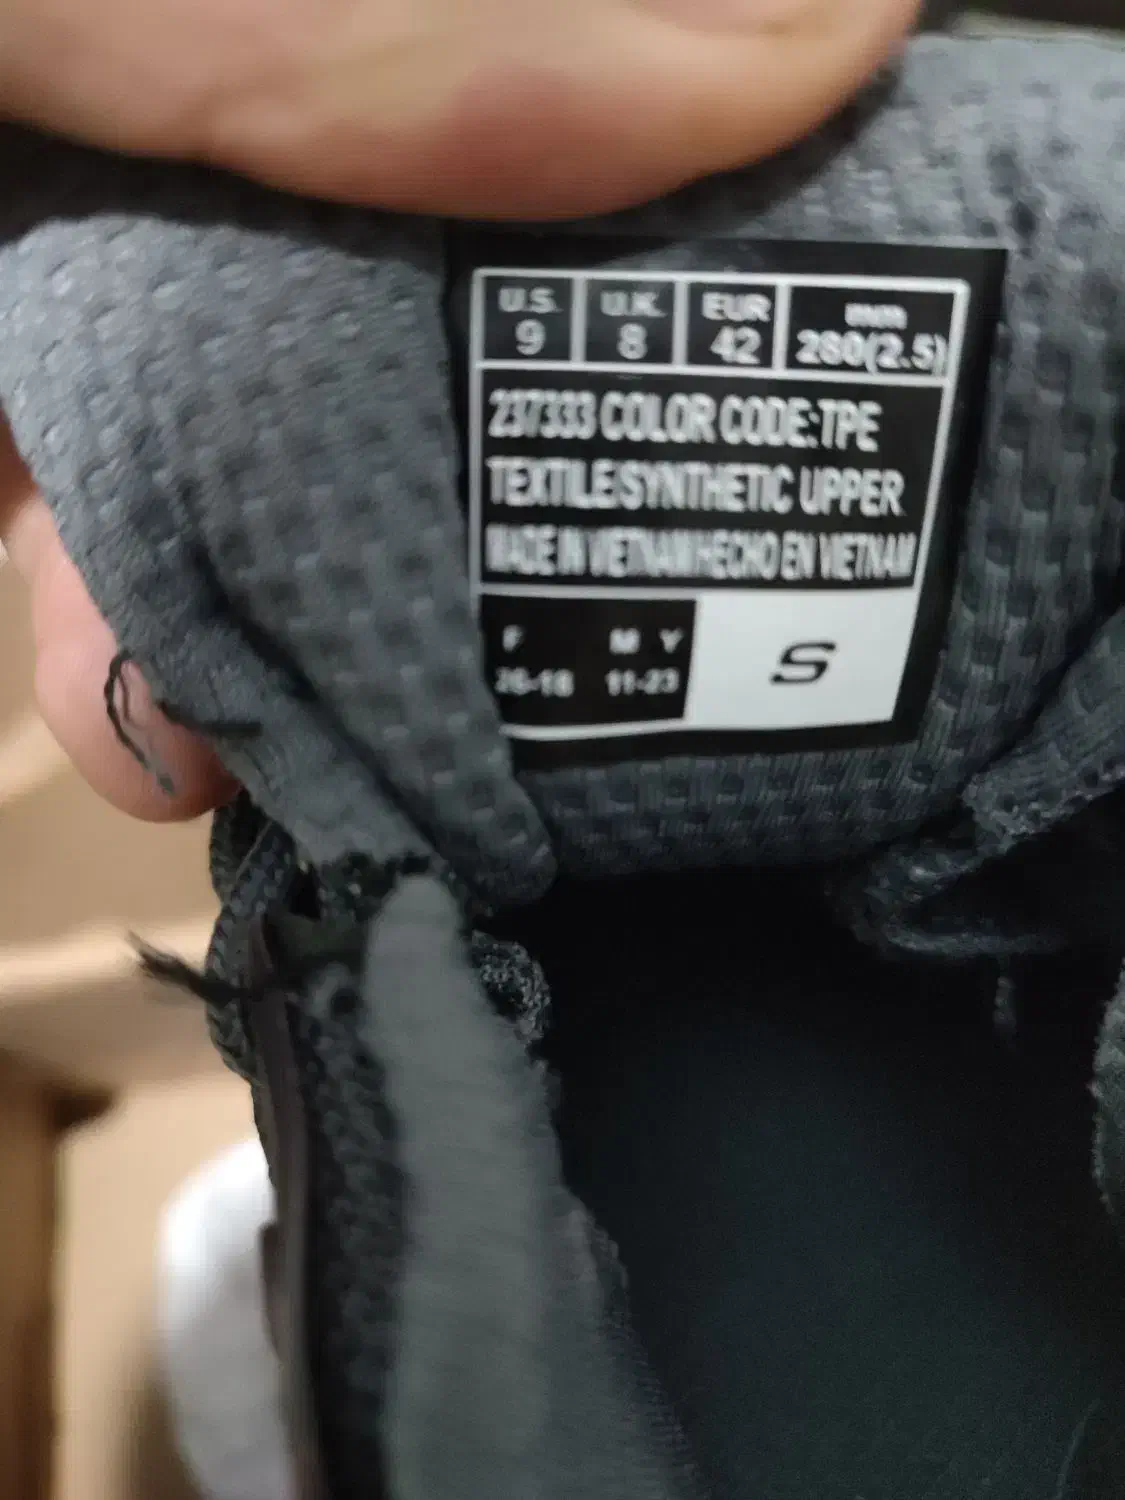 U.S. U.K. EUR mm
9 8 42 280(2.5)
237333 COLOR CODE:TPE
TEXTILE/SYNTHETIC UPPER
MADE IN VIETNAM/HECHO EN VIETNAM
F M Y
26-18 11-23
S